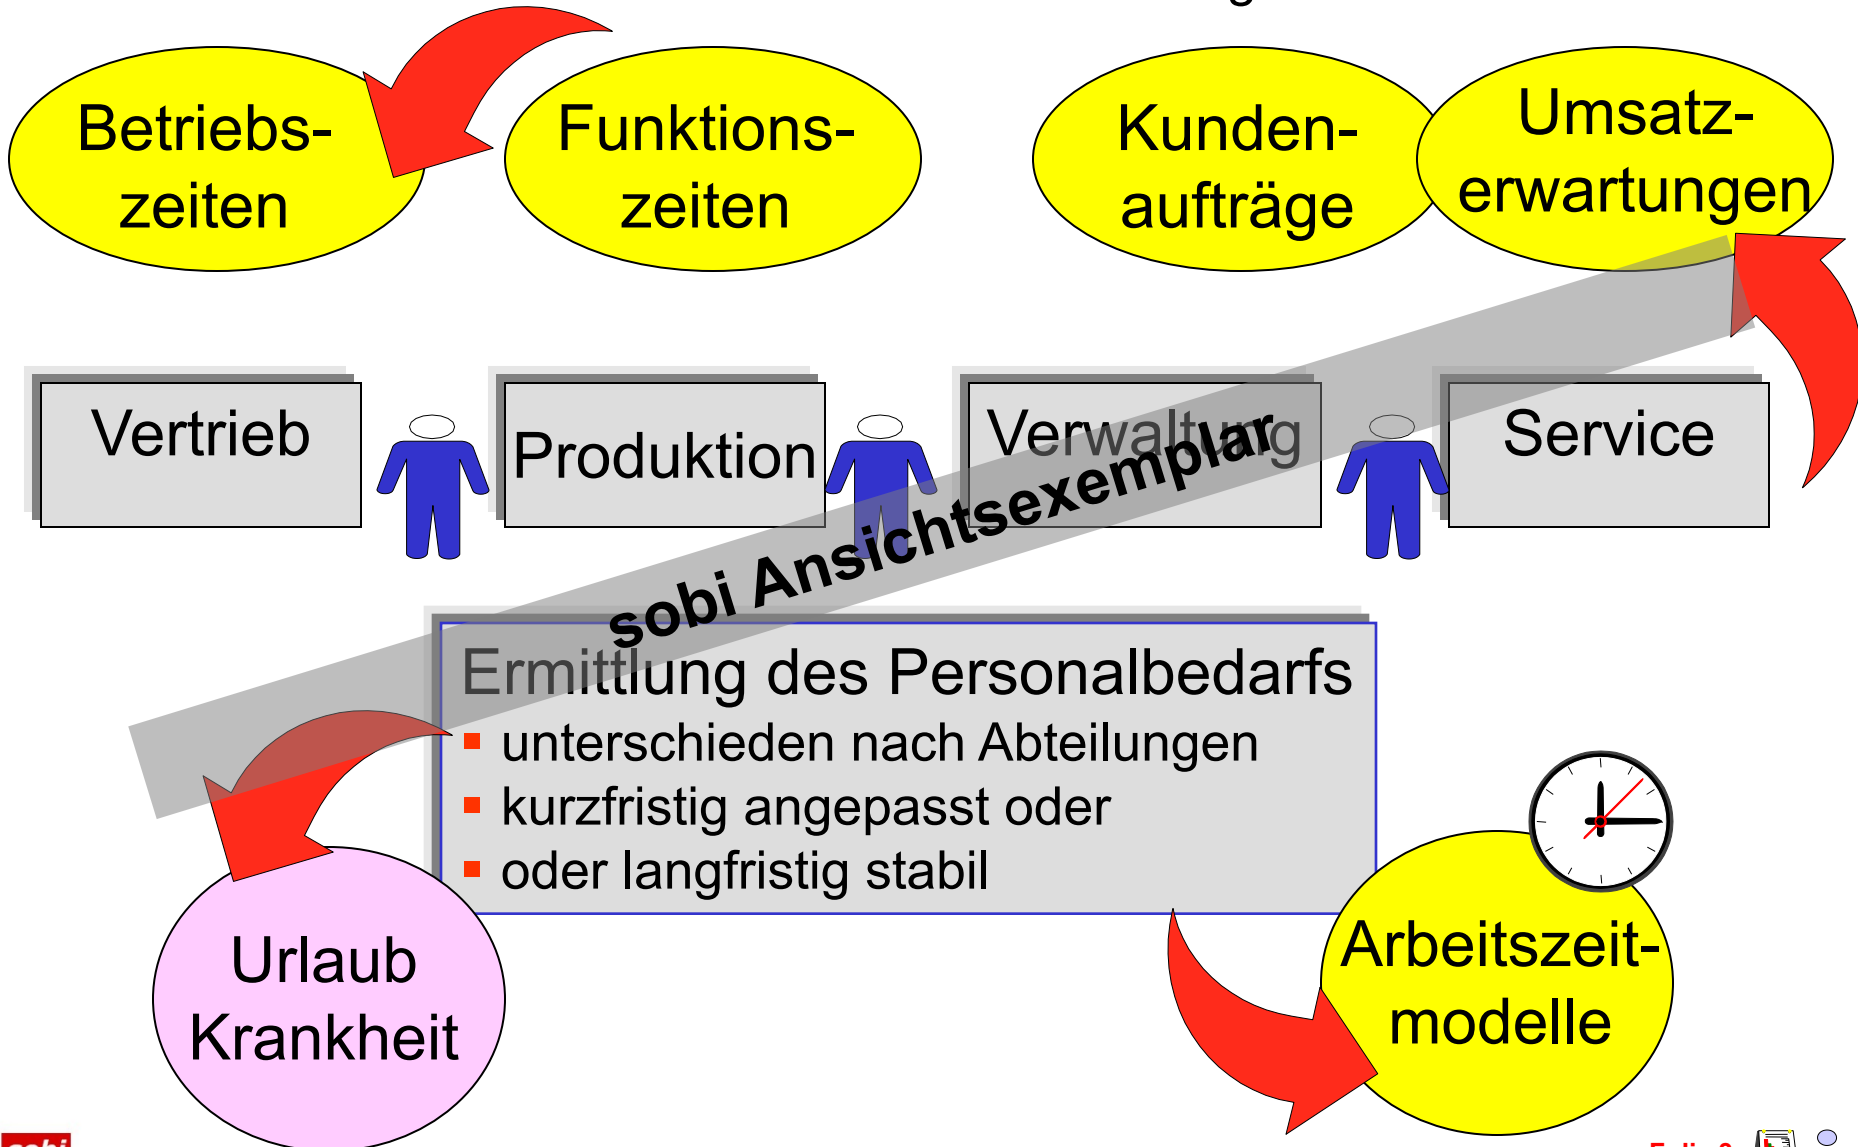 Betriebs-
zeiten
Funktions-
zeiten
Kunden-
aufträge
Umsatz-
erwartungen
Vertrieb
Produktion
Verwaltung
Service
sobi Ansichtsexemplar
Ermittlung des Personalbedarfs
unterschieden nach Abteilungen
kurzfristig angepasst oder
oder langfristig stabil
Urlaub
Krankheit
Arbeitszeit-
modelle
sobi